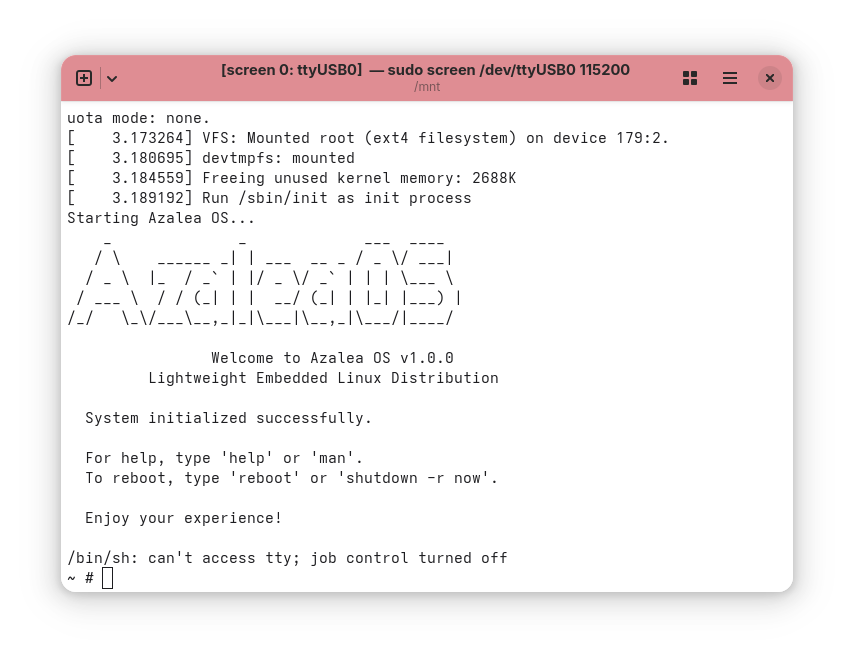 [screen 0: ttyUSB0] — sudo screen /dev/ttyUSB0 115200
/mnt
uota mode: none.
[    3.173264] VFS: Mounted root (ext4 filesystem) on device 179:2.
[    3.180695] devtmpfs: mounted
[    3.184559] Freeing unused kernel memory: 2688K
[    3.189192] Run /sbin/init as init process
Starting Azalea OS...
    _              _             ___  ____
   / \    ______ _| | ___  __ _ / _ \/ ___|
  / _ \  |_  / _` | |/ _ \/ _` | | | \___ \
 / ___ \  / / (_| | |  __/ (_| | |_| |___) |
/_/   \_\/___\__,_|_|\___|\__,_|\___/|____/
Welcome to Azalea OS v1.0.0
Lightweight Embedded Linux Distribution
System initialized successfully.
For help, type 'help' or 'man'.
To reboot, type 'reboot' or 'shutdown -r now'.
Enjoy your experience!
/bin/sh: can't access tty; job control turned off
~ #